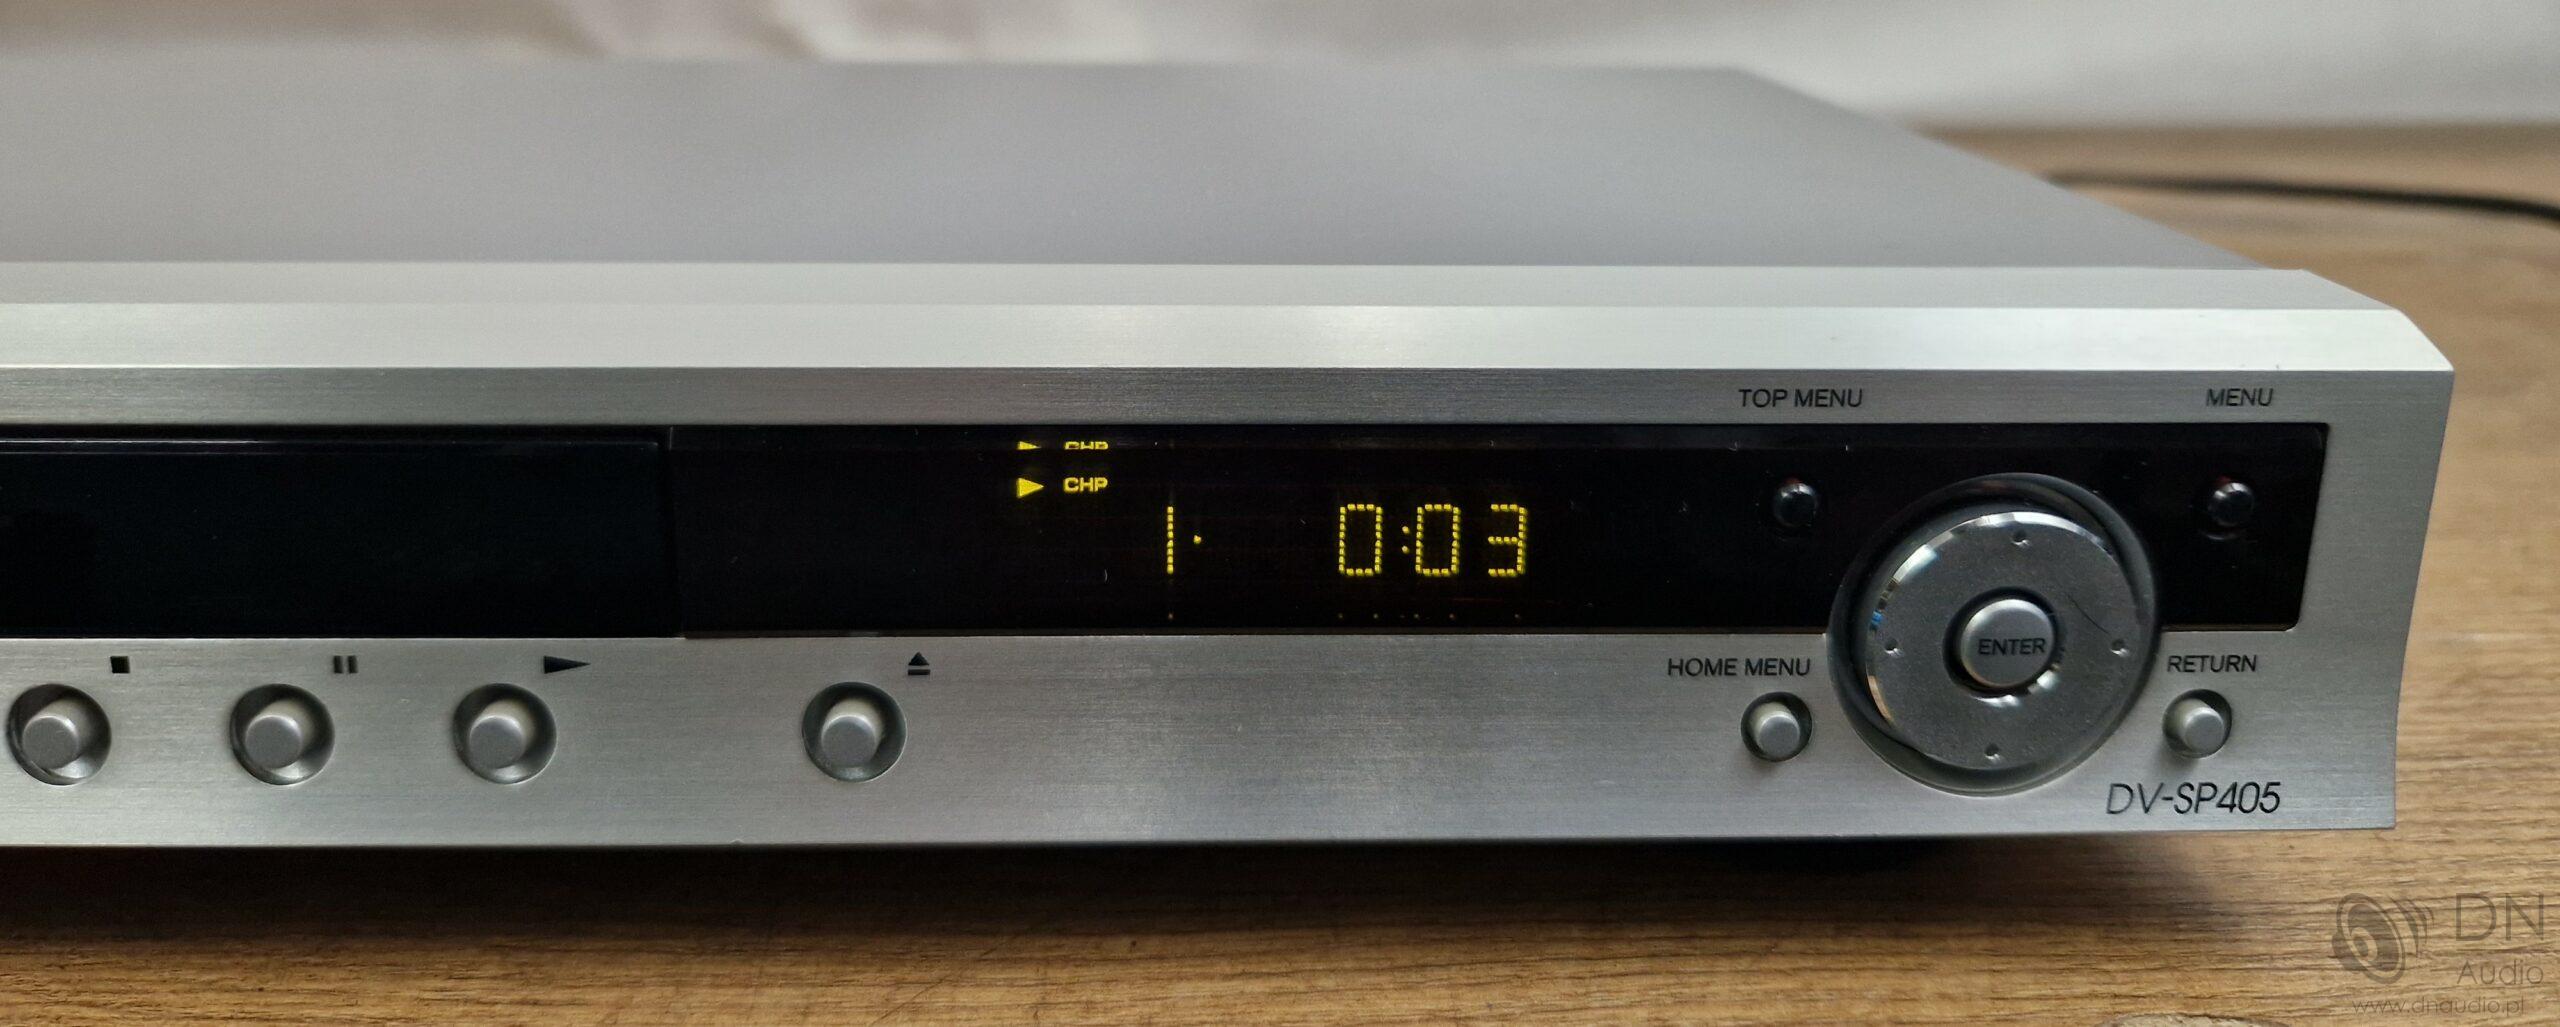 TOP MENU
MENU
CHP
CHP
1. 0:03
ENTER
HOME MENU
RETURN
DV-SP405
DN
Audio
www.dnaudio.pl